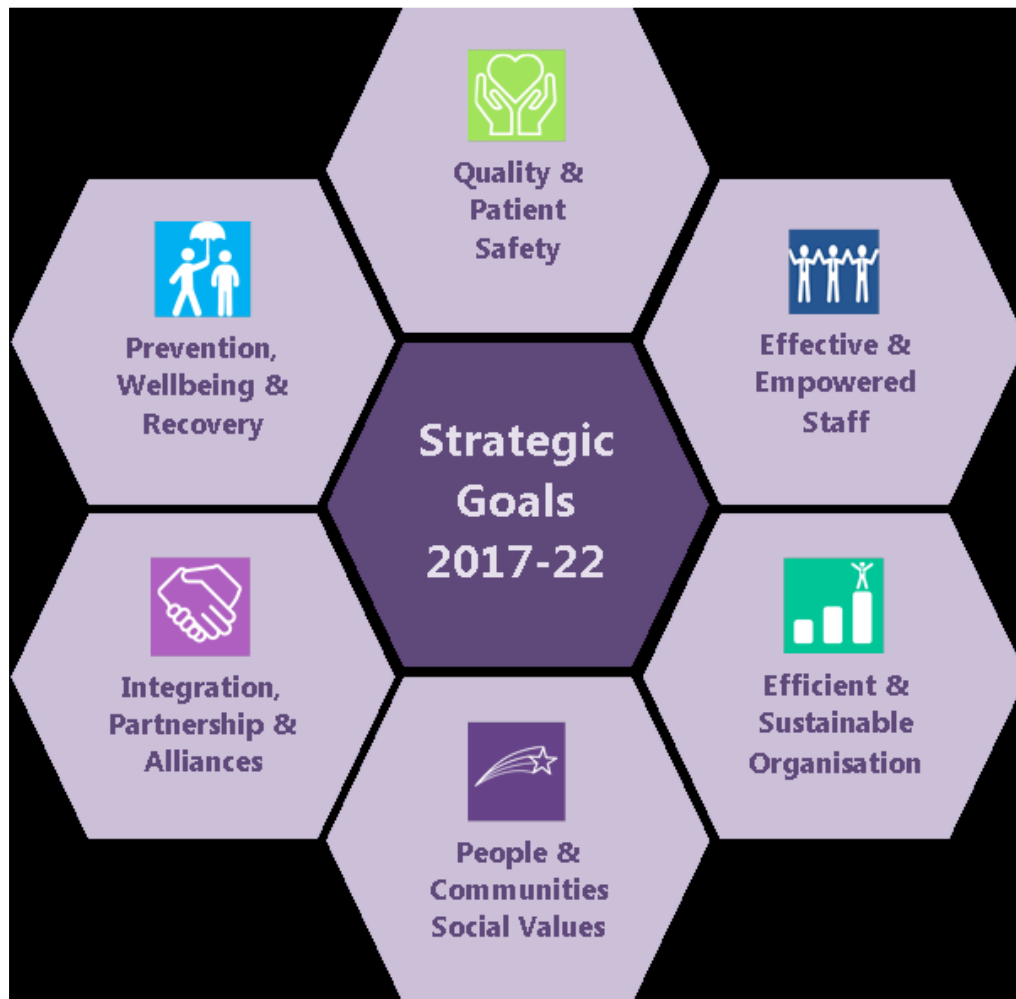 Quality &
Patient
Safety
Prevention,
Wellbeing &
Recovery
Effective &
Empowered
Staff
Strategic
Goals
2017-22
Integration,
Partnership &
Alliances
Efficient &
Sustainable
Organisation
People &
Communities
Social Values